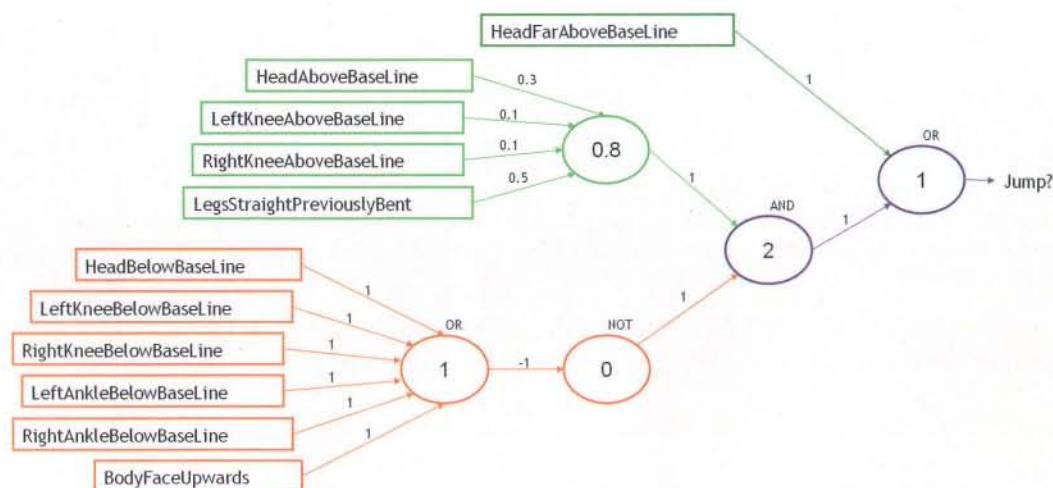 HeadFarAboveBaseLine
HeadAboveBaseLine
0.3
1
LeftKneeAboveBaseLine
0.1
OR
RightKneeAboveBaseLine
0.1
0.8
1
Jump?
LegsStraightPreviouslyBent
0.5
1
AND
1
2
HeadBelowBaseLine
1
LeftKneeBelowBaseLine
1
1
OR
NOT
RightKneeBelowBaseLine
1
1
-1
0
LeftAnkleBelowBaseLine
1
RightAnkleBelowBaseLine
1
BodyFaceUpwards
1